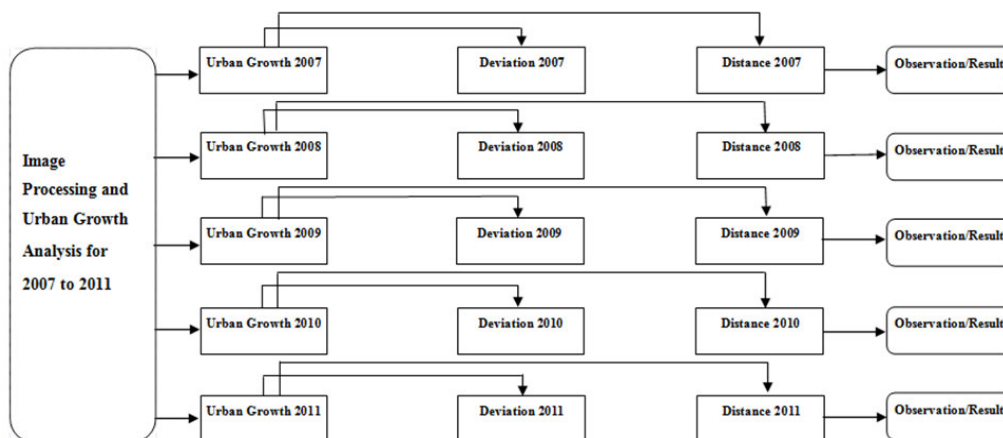 Urban Growth 2007
Deviation 2007
Distance 2007
Observation/Result
Urban Growth 2008
Deviation 2008
Distance 2008
Observation/Result
Image
Processing and
Urban Growth
Analysis for
2007 to 2011
Urban Growth 2009
Deviation 2009
Distance 2009
Observation/Result
Urban Growth 2010
Deviation 2010
Distance 2010
Observation/Result
Urban Growth 2011
Deviation 2011
Distance 2011
Observation/Result